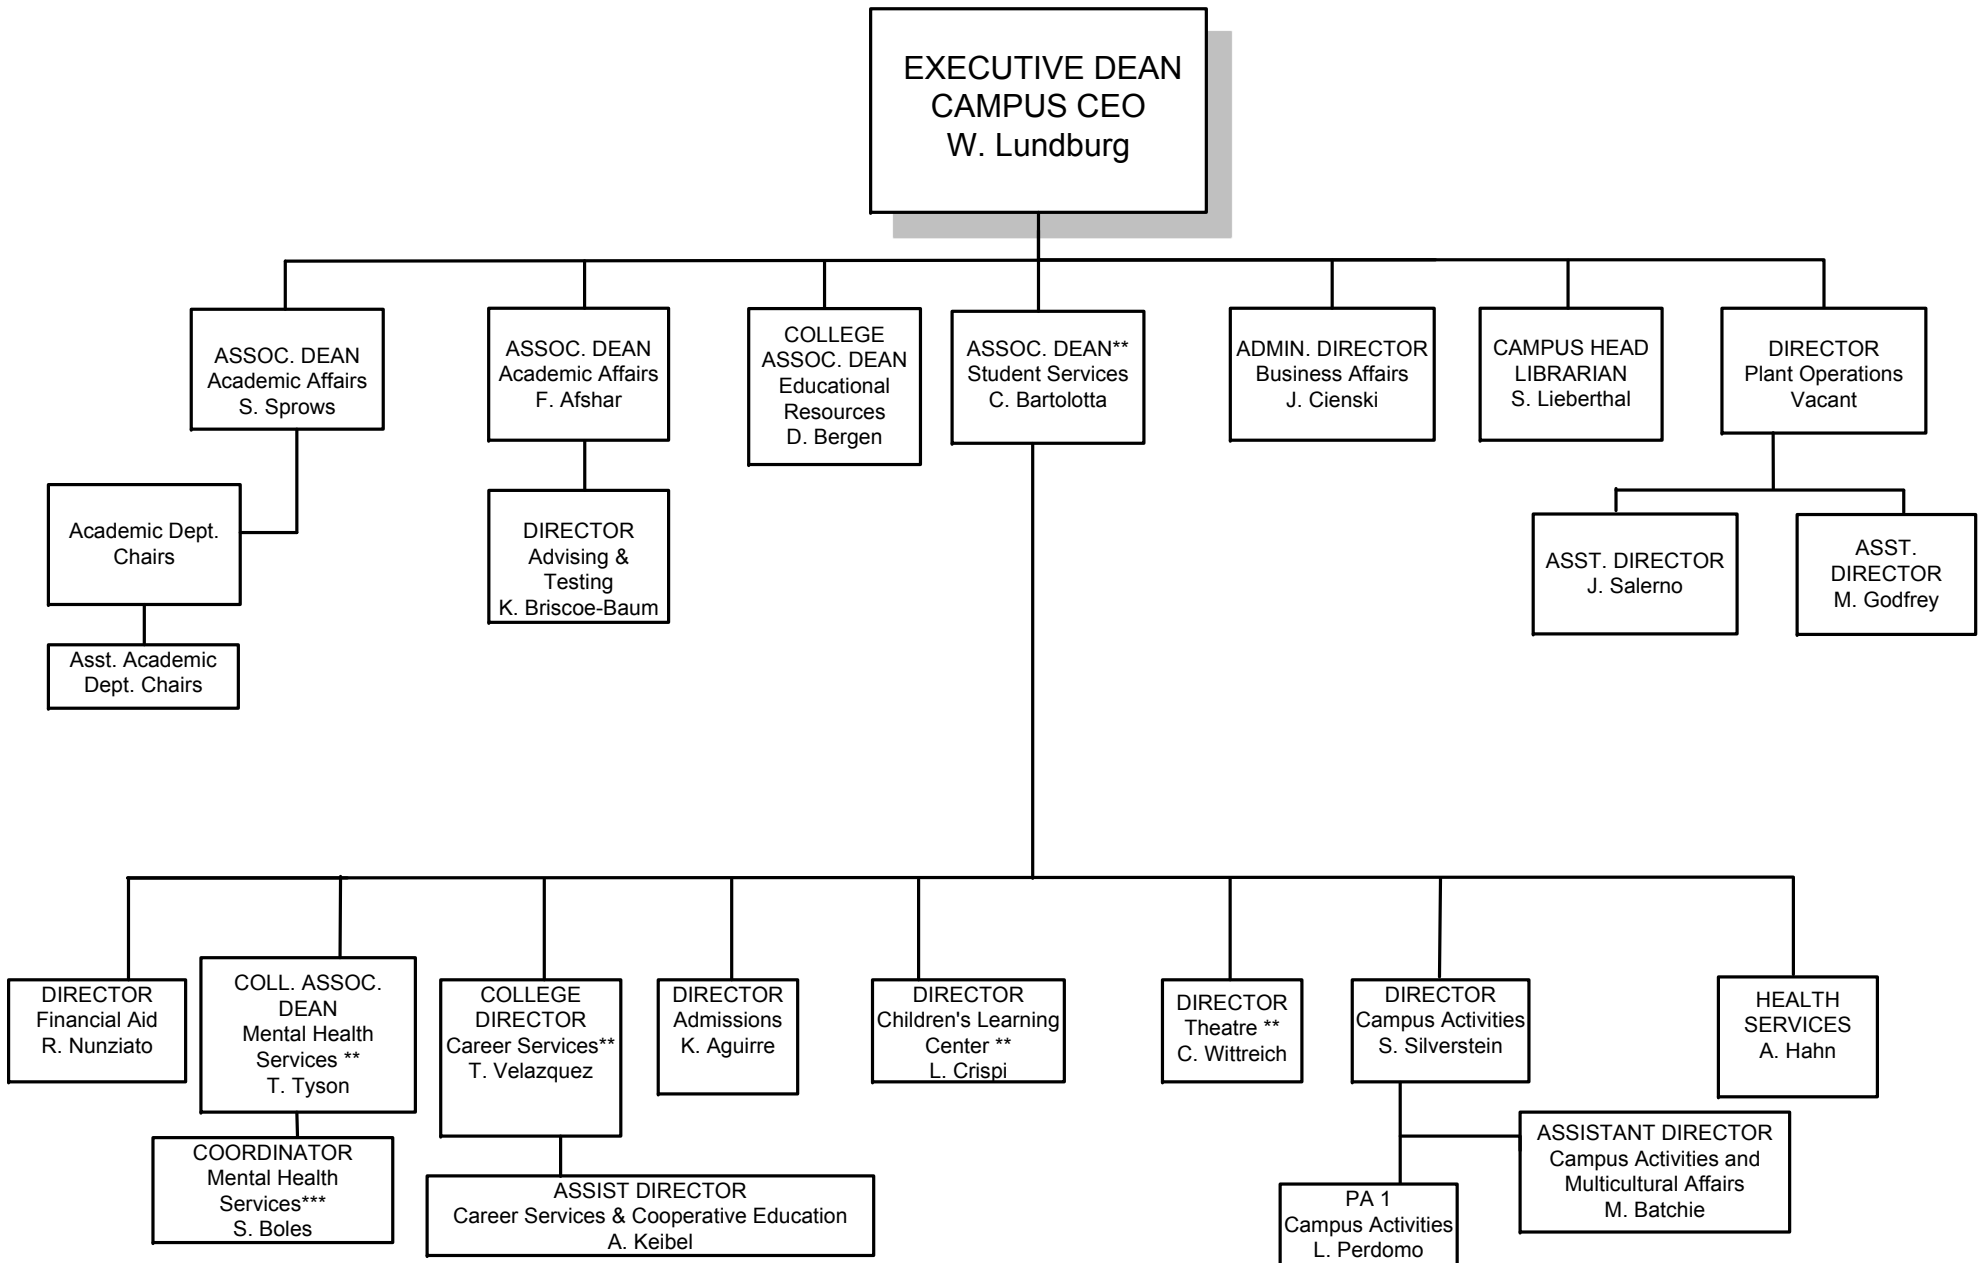 EXECUTIVE DEAN
CAMPUS CEO
W. Lundburg
ASSOC. DEAN
Academic Affairs
S. Sprows
ASSOC. DEAN
Academic Affairs
F. Afshar
COLLEGE
ASSOC. DEAN
Educational
Resources
D. Bergen
ASSOC. DEAN**
Student Services
C. Bartolotta
ADMIN. DIRECTOR
Business Affairs
J. Cienski
CAMPUS HEAD
LIBRARIAN
S. Lieberthal
DIRECTOR
Plant Operations
Vacant
Academic Dept.
Chairs
Asst. Academic
Dept. Chairs
DIRECTOR
Advising &
Testing
K. Briscoe-Baum
ASST. DIRECTOR
J. Salerno
ASST.
DIRECTOR
M. Godfrey
DIRECTOR
Financial Aid
R. Nunziato
COLL. ASSOC.
DEAN
Mental Health
Services **
T. Tyson
COLLEGE
DIRECTOR
Career Services**
T. Velazquez
DIRECTOR
Admissions
K. Aguirre
DIRECTOR
Children's Learning
Center **
L. Crispi
DIRECTOR
Theatre **
C. Wittreich
DIRECTOR
Campus Activities
S. Silverstein
HEALTH
SERVICES
A. Hahn
COORDINATOR
Mental Health
Services***
S. Boles
ASSIST DIRECTOR
Career Services & Cooperative Education
A. Keibel
PA 1
Campus Activities
L. Perdomo
ASSISTANT DIRECTOR
Campus Activities and
Multicultural Affairs
M. Batchie